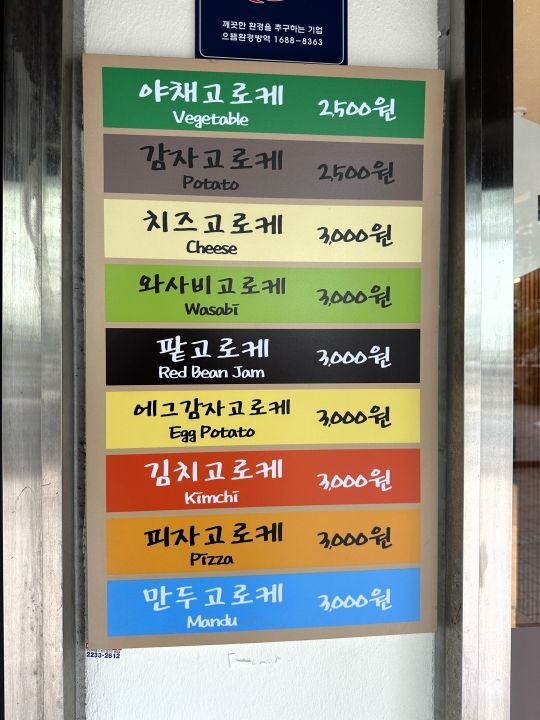 깨끗한 환경을 추구하는 기업
으뜸환경방역 1688-8363
야채고로케 2,500원
Vegetable
감자고로케 2,500원
Potato
치즈고로케 3,000원
Cheese
와사비고로케 3,000원
Wasabi
팥고로케 3,000원
Red Bean Jam
에그감자고로케 3,000원
Egg Potato
김치고로케 3,000원
Kimchi
피자고로케 3,000원
Pizza
만두고로케 3,000원
Mandu
2233-2612